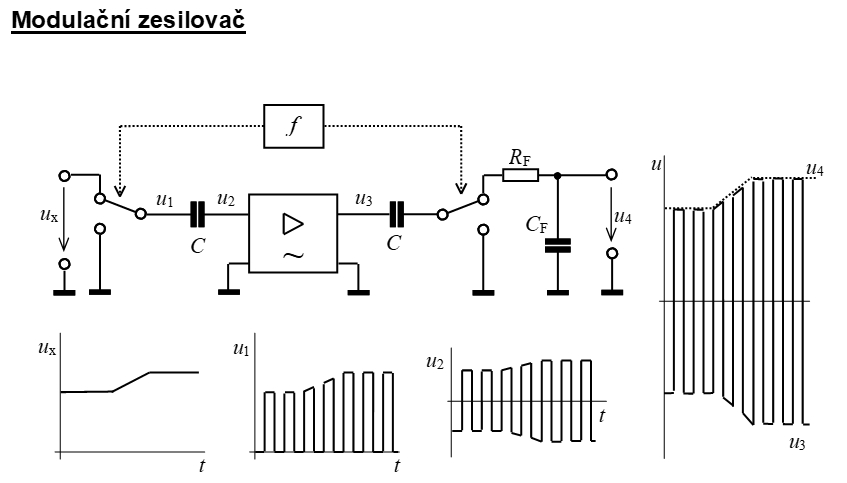 Modulační zesilovač
f
R_F
u
u_4
u_1
u_2
u_3
u_x
C
~
C
C_F
u_4
u_x
u_1
u_2
t
t
t
u_3